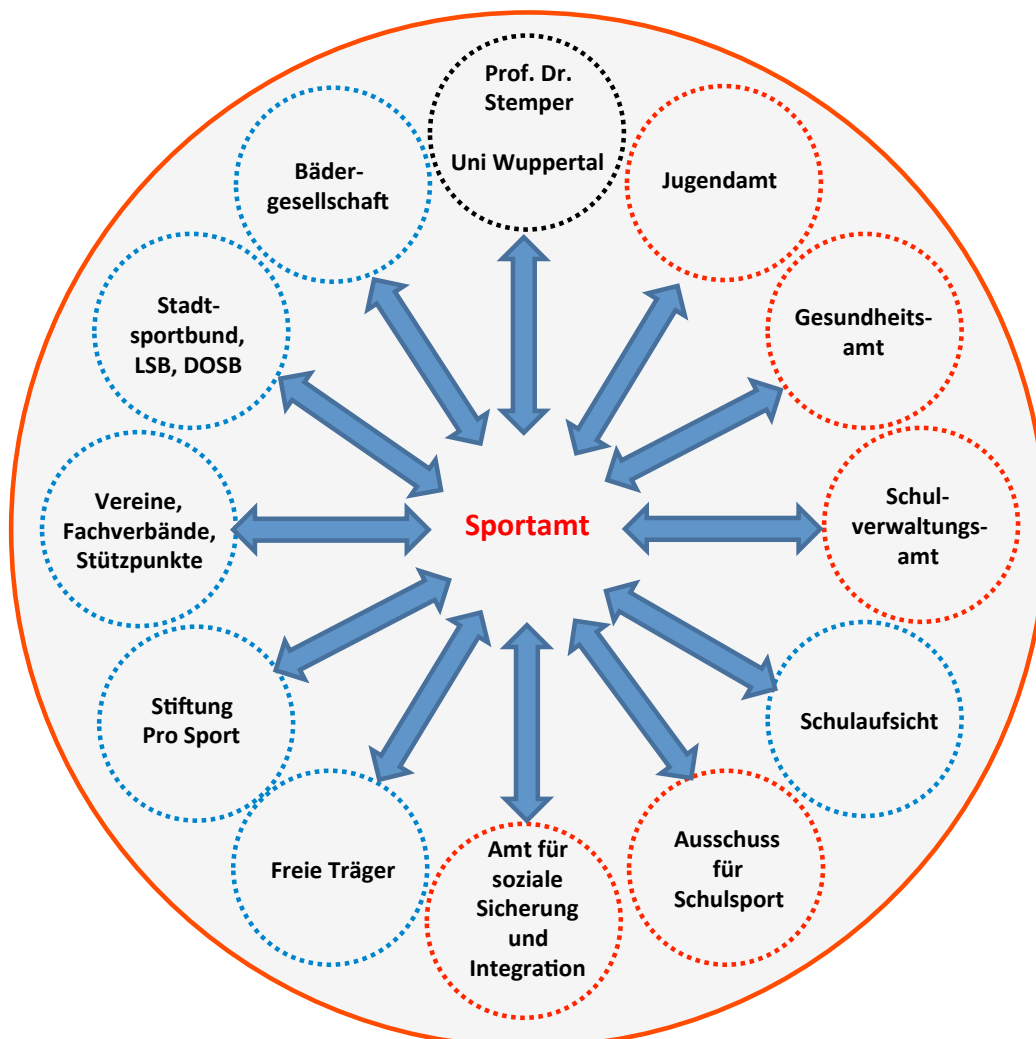 Prof. Dr.
Stemper
Uni Wuppertal
Jugendamt
Gesundheits-
amt
Schul-
verwaltungs-
amt
Schulaufsicht
Ausschuss
für
Schulsport
Amt für
soziale
Sicherung
und
Integration
Freie Träger
Stiftung
Pro Sport
Vereine,
Fachverbände,
Stützpunkte
Stadt-
sportbund,
LSB, DOSB
Bäder-
gesellschaft
Sportamt